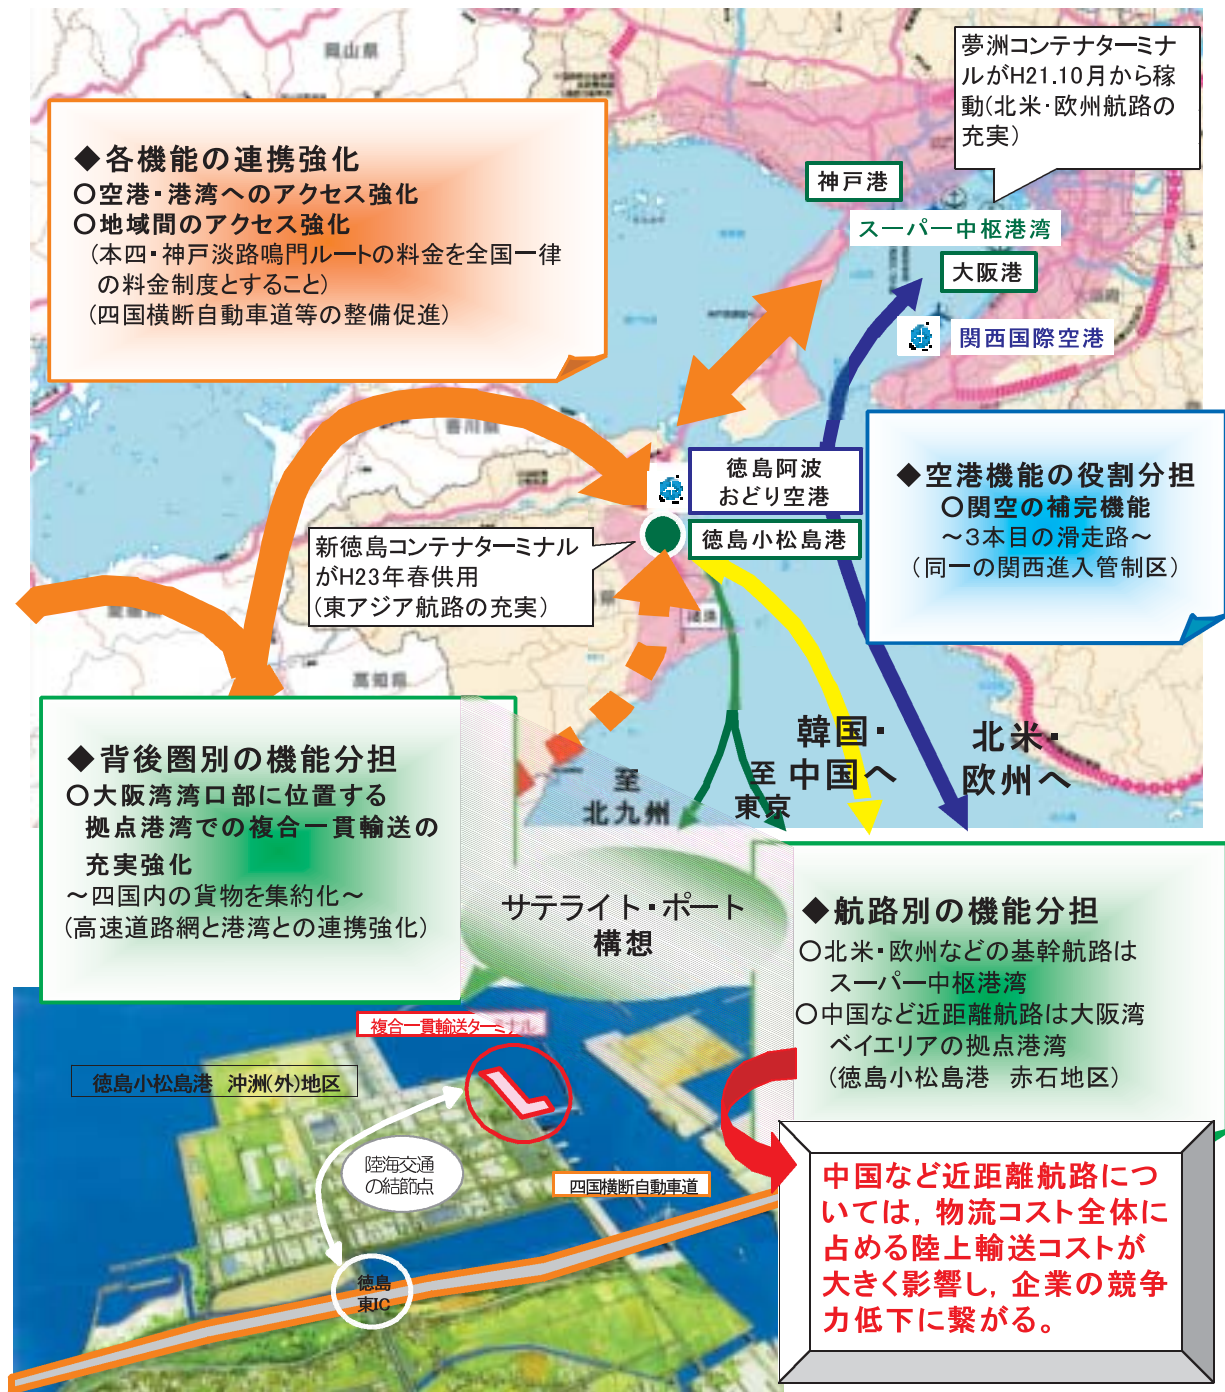 岡山県
夢洲コンテナターミナ
ルがH21.10月から稼
動(北米・欧州航路の
充実)
◆各機能の連携強化
○空港・港湾へのアクセス強化
○地域間のアクセス強化
(本四・神戸淡路鳴門ルートの料金を全国一律
の料金制度とすること)
(四国横断自動車道等の整備促進)
神戸港
スーパー中枢港湾
大阪港
関西国際空港
香川県
徳島阿波
おどり空港
徳島小松島港
◆空港機能の役割分担
○関空の補完機能
～3本目の滑走路～
(同一の関西進入管制区)
新徳島コンテナターミナル
がH23年春供用
(東アジア航路の充実)
高知県
韓国・
中国へ
北米・
欧州へ
至
北九州
至
東京
◆背後圏別の機能分担
○大阪湾湾口部に位置する
拠点港湾での複合一貫輸送の
充実強化
～四国内の貨物を集約化～
(高速道路網と港湾との連携強化)
サテライト・ポート
構想
◆航路別の機能分担
○北米・欧州などの基幹航路は
スーパー中枢港湾
○中国など近距離航路は大阪湾
ベイエリアの拠点港湾
(徳島小松島港 赤石地区)
複合一貫輸送ターミナル
徳島小松島港 沖洲(外)地区
陸海交通
の結節点
四国横断自動車道
徳島
東IC
中国など近距離航路につ
いては,物流コスト全体に
占める陸上輸送コストが
大きく影響し,企業の競争
力低下に繋がる。